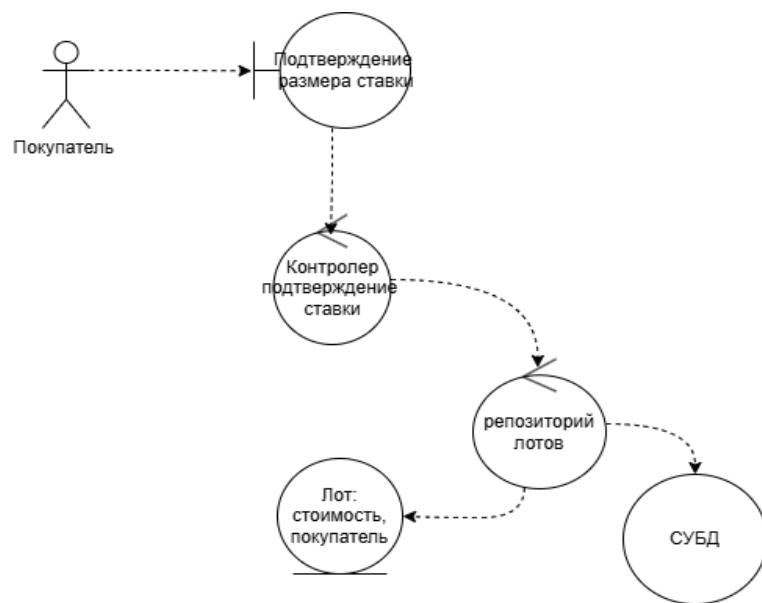 Подтверждение
размера ставки
Покупатель
Контролер
подтверждение
ставки
репозиторий
лотов
Лот:
стоимость,
покупатель
СУБД